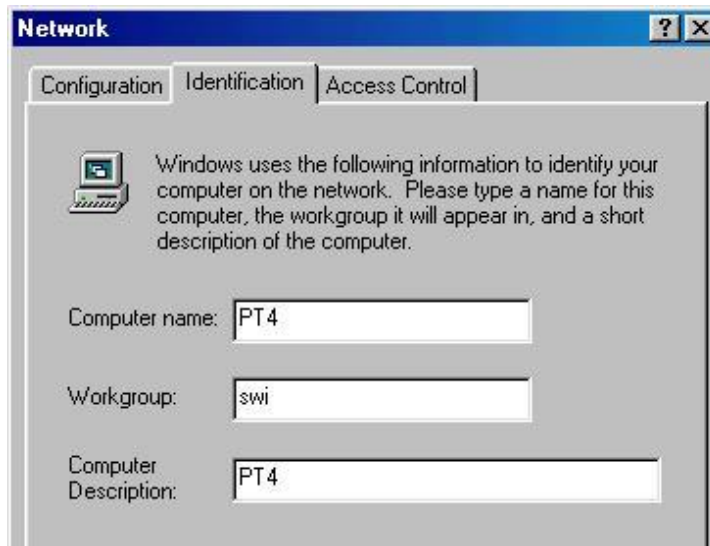 Network
Configuration Identification Access Control
Windows uses the following information to identify your
computer on the network. Please type a name for this
computer, the workgroup it will appear in, and a short
description of the computer.
Computer name: PT4
Workgroup: swi
Computer
Description: PT4